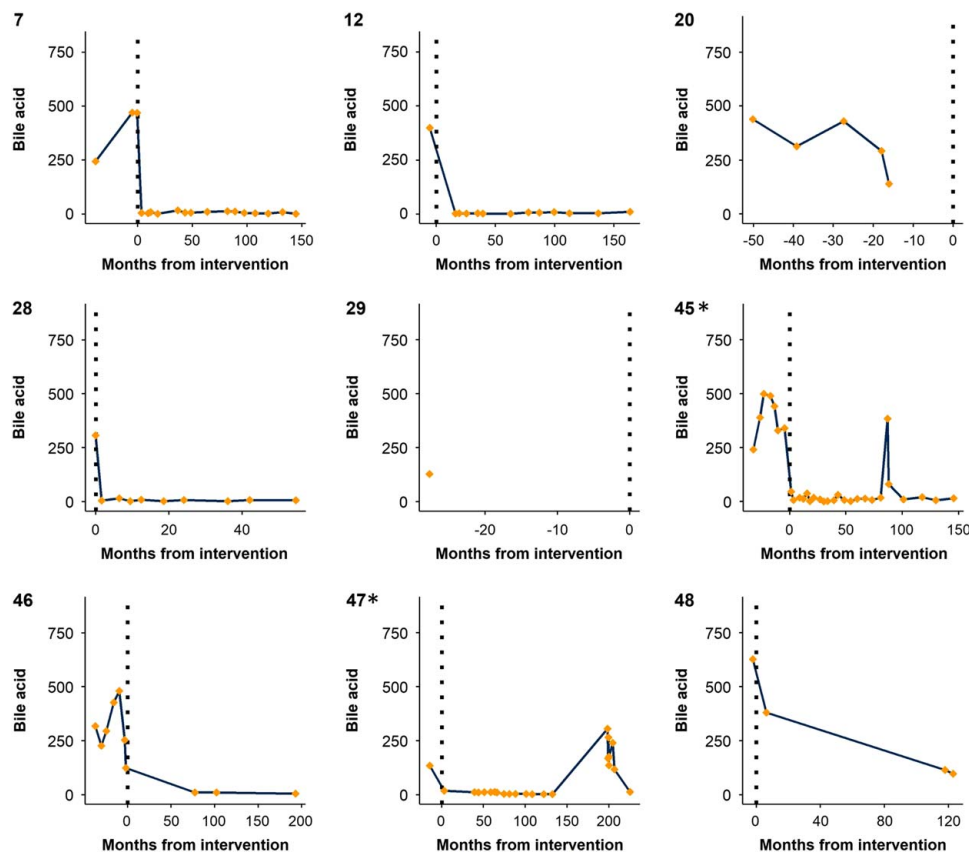 7
12
20
Bile acid
750
500
250
0
0 50 100 150
Months from intervention
Bile acid
750
500
250
0
0 50 100 150
Months from intervention
Bile acid
750
500
250
0
-50 -40 -30 -20 -10 0
Months from intervention
28
29
45*
Bile acid
750
500
250
0
0 20 40
Months from intervention
Bile acid
750
500
250
0
-20 -10 0
Months from intervention
Bile acid
750
500
250
0
0 50 100 150
Months from intervention
46
47*
48
Bile acid
750
500
250
0
0 50 100 150 200
Months from intervention
Bile acid
750
500
250
0
0 50 100 150 200
Months from intervention
Bile acid
750
500
250
0
0 40 80 120
Months from intervention